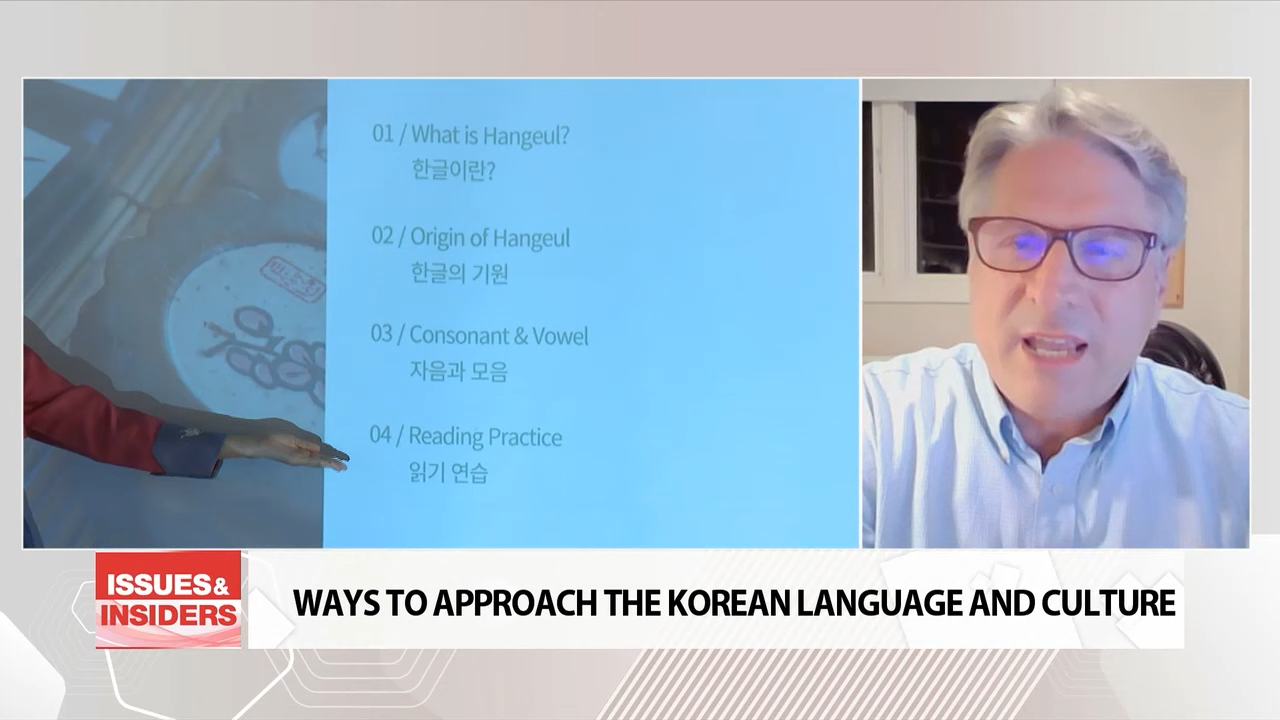 01 / What is Hangeul?
한글이란?
02 / Origin of Hangeul
한글의 기원
03 / Consonant & Vowel
자음과 모음
04 / Reading Practice
읽기 연습
ISSUES&
INSIDERS
WAYS TO APPROACH THE KOREAN LANGUAGE AND CULTURE